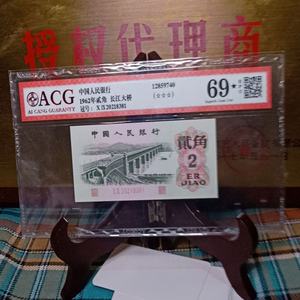 授权代理商
ACG
AI CANG GUARANTY
中国人民银行
1962年贰角 长江大桥
冠号: X IX 20218381
12859740
(☆☆☆)
69★
中国人民银行
贰角
2
ER
JIAO